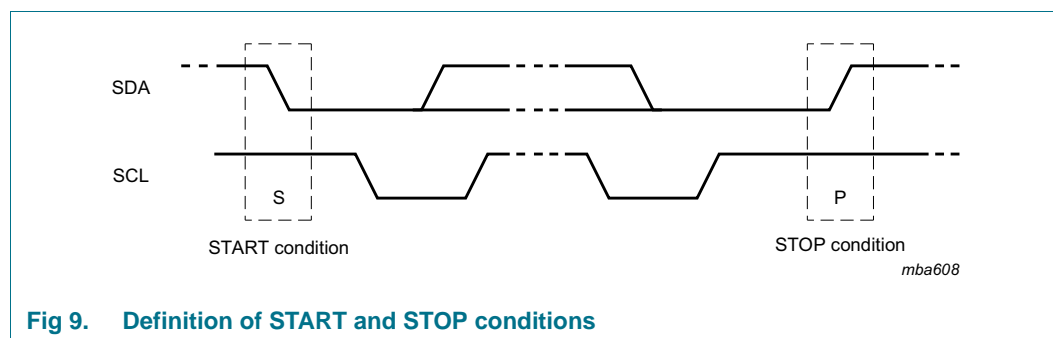 SDA
SCL
S
P
START condition
STOP condition
mba608
Fig 9. Definition of START and STOP conditions